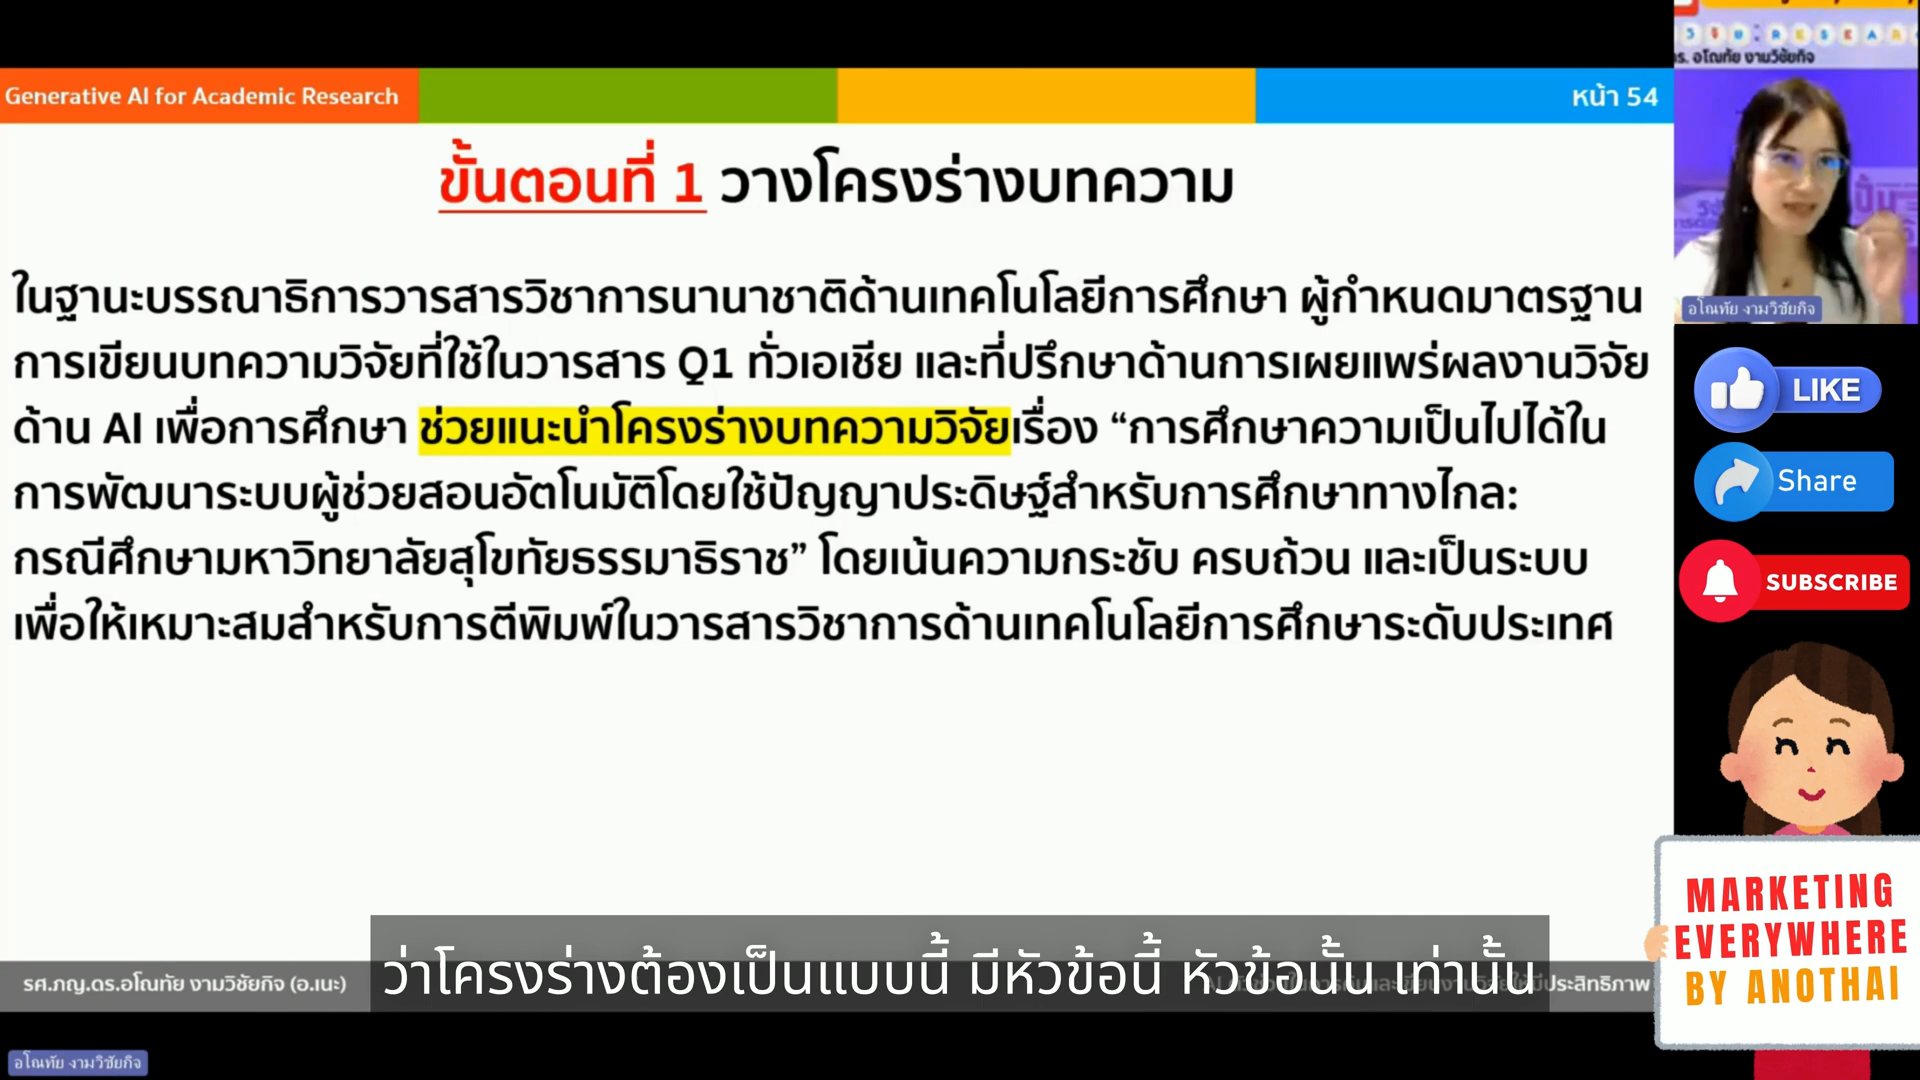 Generative AI for Academic Research
หน้า 54
ขั้นตอนที่ 1 วางโครงร่างบทความ
ในฐานะบรรณาธิการวารสารวิชาการนานาชาติด้านเทคโนโลยีการศึกษา ผู้กำหนดมาตรฐาน
การเขียนบทความวิจัยที่ใช้ในวารสาร Q1 ทั่วเอเชีย และที่ปรึกษาด้านการเผยแพร่ผลงานวิจัย
ด้าน AI เพื่อการศึกษา ช่วยแนะนำโครงร่างบทความวิจัยเรื่อง “การศึกษาความเป็นไปได้ใน
การพัฒนาระบบผู้ช่วยสอนอัตโนมัติโดยใช้ปัญญาประดิษฐ์สำหรับการศึกษาทางไกล:
กรณีศึกษามหาวิทยาลัยสุโขทัยธรรมาธิราช” โดยเน้นความกระชับ ครบถ้วน และเป็นระบบ
เพื่อให้เหมาะสมสำหรับการตีพิมพ์ในวารสารวิชาการด้านเทคโนโลยีการศึกษาระดับประเทศ
รศ.ภญ.ดร.อโณทัย งามวิชัยกิจ (อ.เนะ)
ว่าโครงร่างต้องเป็นแบบนี้ มีหัวข้อนี้ หัวข้อนั้น เท่านั้น
ประสิทธิภาพ
อโณทัย งามวิชัยกิจ
ดร. อโณทัย งามวิชัยกิจ
อโณทัย งามวิชัยกิจ
LIKE
Share
SUBSCRIBE
MARKETING
EVERYWHERE
BY ANOTHAI